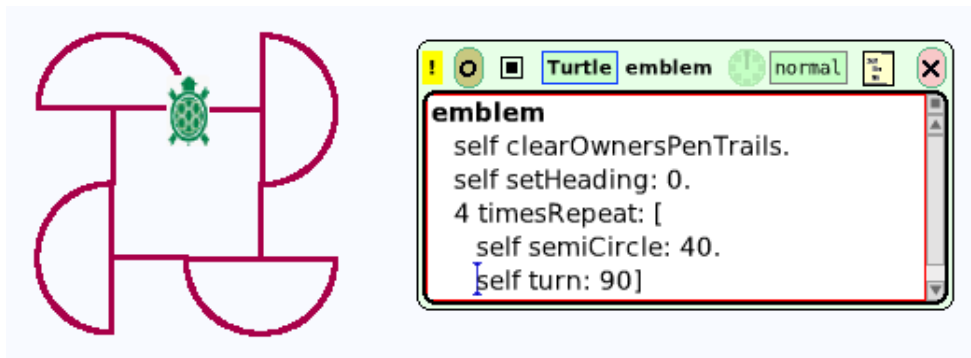 ! Turtle emblem normal
emblem
self clearOwnersPenTrails.
self setHeading: 0.
4 timesRepeat: [
self semiCircle: 40.
self turn: 90]